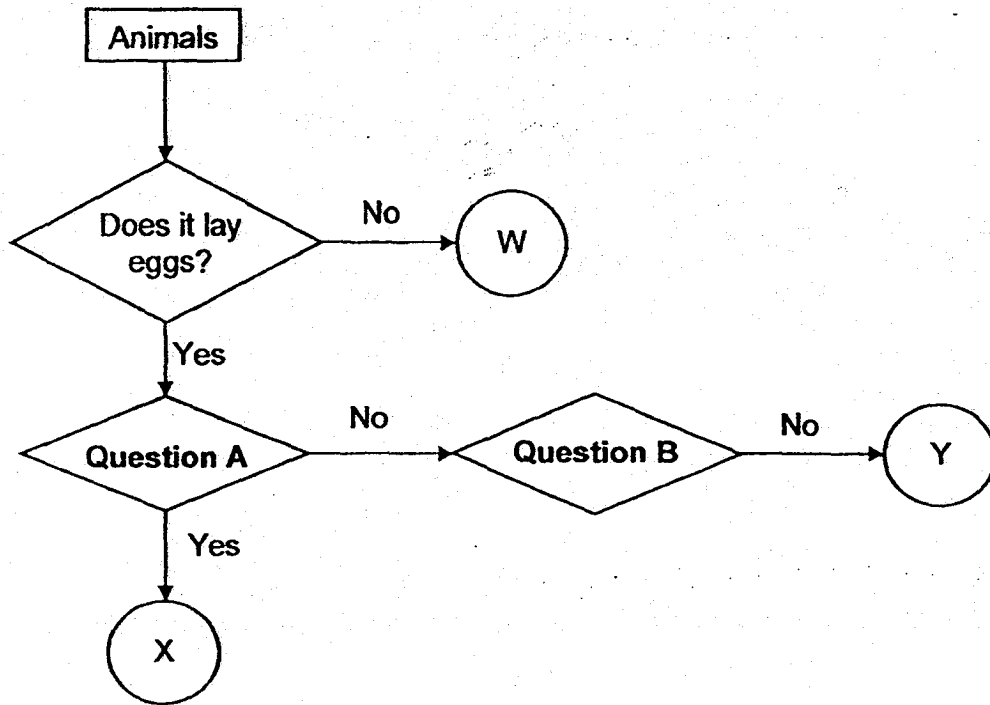 Animals
Does it lay
eggs?
No
W
Yes
Question A
No
Question B
No
Y
Yes
X